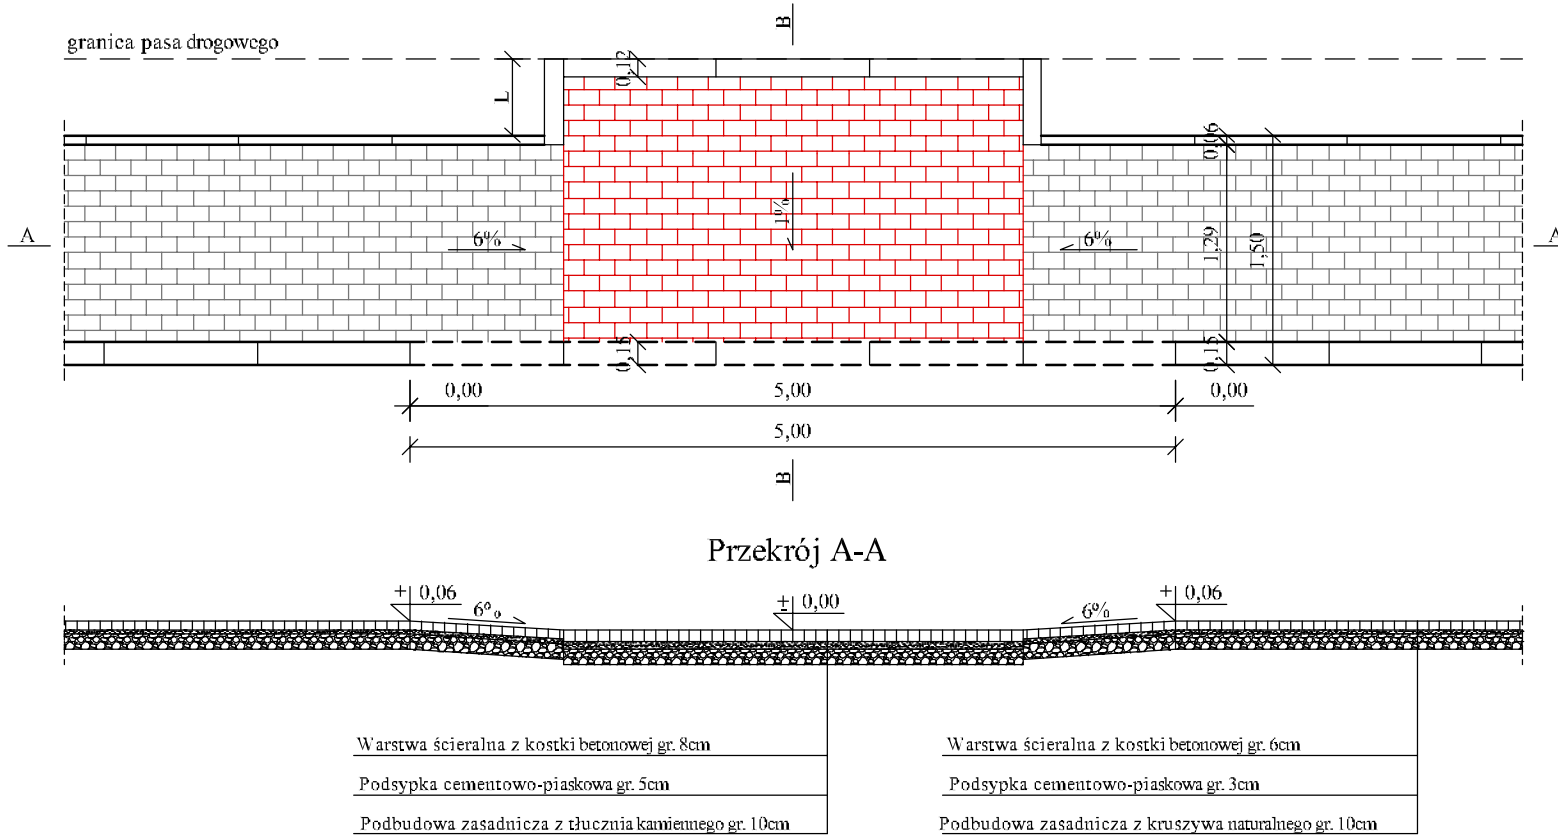 B
granica pasa drogowego
0,12
L
0,06
1%
A
6%
6%
1,29
1,50
A
0,15
0,15
0,00
5,00
0,00
5,00
B
Przekrój A-A
+ 0,06
6%
± 0,00
6%
+ 0,06
Warstwa ścieralna z kostki betonowej gr. 8cm
Podsypka cementowo-piaskowa gr. 5cm
Podbudowa zasadnicza z tłucznia kamiennego gr. 10cm
Warstwa ścieralna z kostki betonowej gr. 6cm
Podsypka cementowo-piaskowa gr. 3cm
Podbudowa zasadnicza z kruszywa naturalnego gr. 10cm